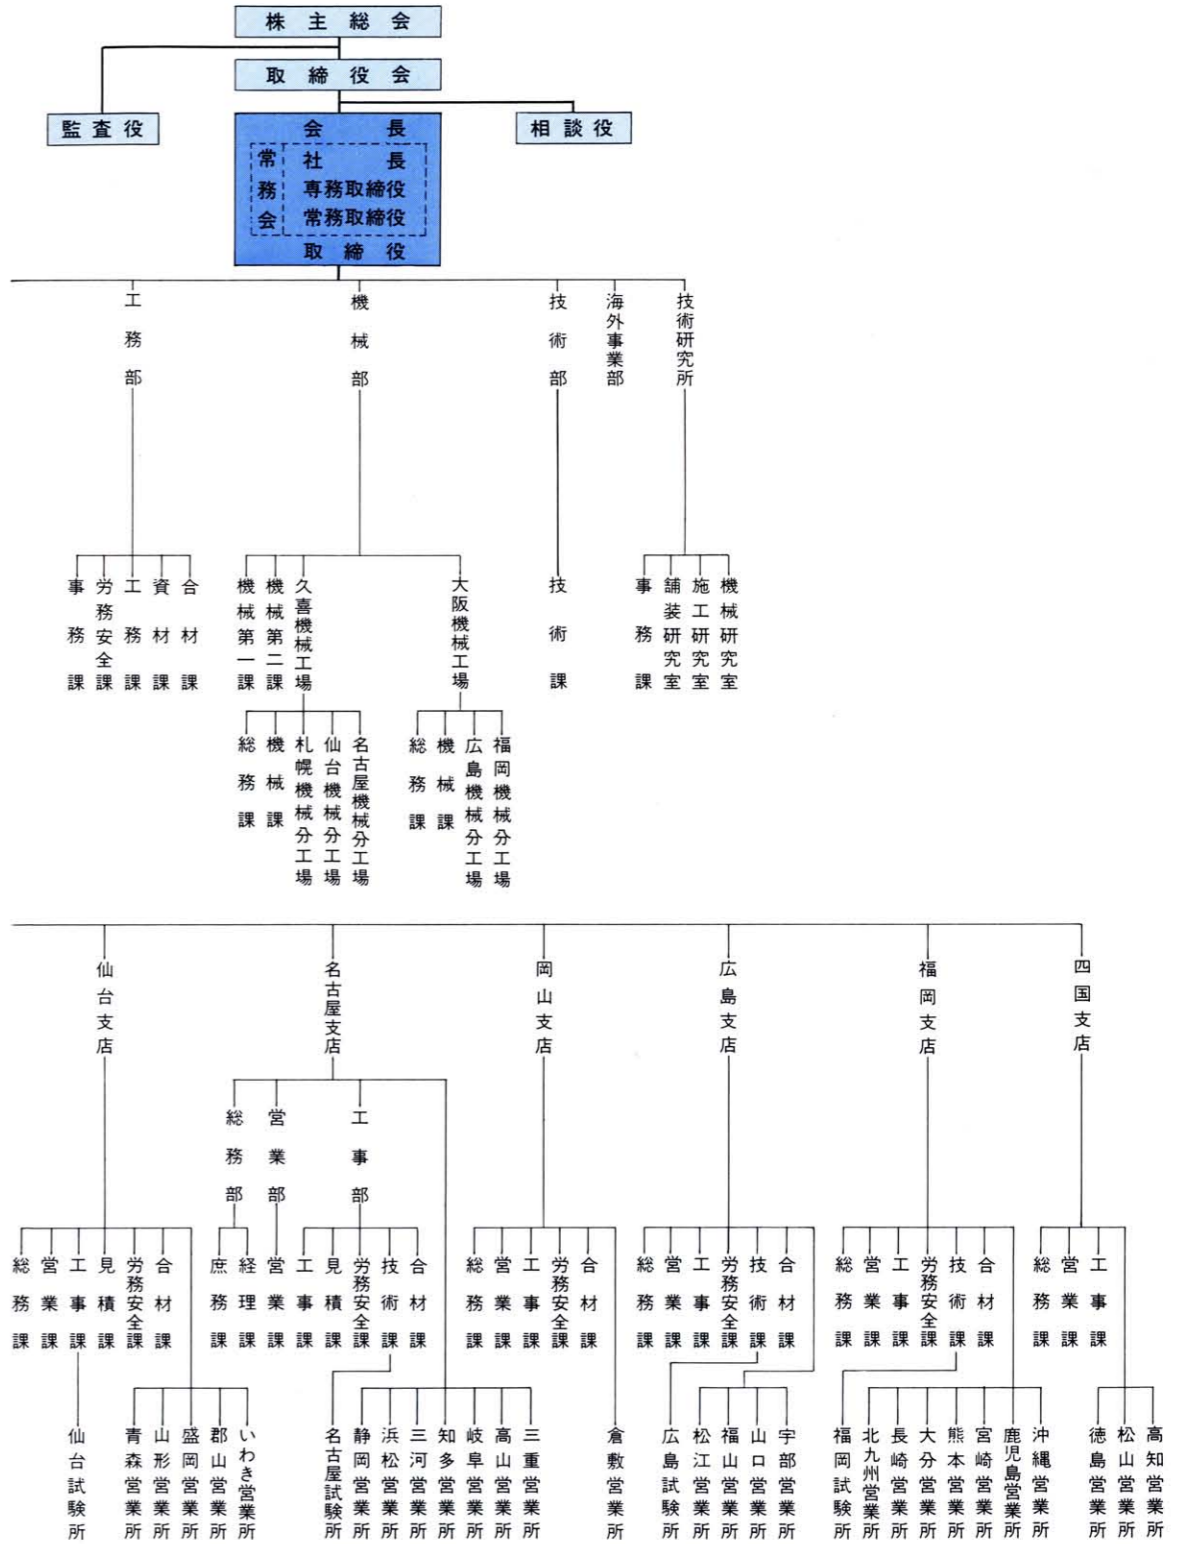 株主総会
取締役会
監査役
相談役
会長
常務会
社長
専務取締役
常務取締役
取締役
工務部
機械部
技術部
海外事業部
技術研究所
事務課
労務安全課
工務課
資材課
合材課
機械第一課
機械第二課
久喜機械工場
大阪機械工場
技術課
事務課
舗装研究室
施工研究室
機械研究室
総務課
機械課
札幌機械分工場
仙台機械分工場
名古屋機械分工場
総務課
機械課
広島機械分工場
福岡機械分工場
仙台支店
名古屋支店
岡山支店
広島支店
福岡支店
四国支店
総務部
営業部
工事部
総務課
営業課
工事課
見積課
労務安全課
合材課
庶務課
経理課
営業課
工事課
見積課
労務安全課
技術課
合材課
総務課
営業課
工事課
労務安全課
合材課
総務課
営業課
工事課
労務安全課
技術課
合材課
総務課
営業課
工事課
労務安全課
技術課
合材課
総務課
営業課
工事課
仙台試験所
青森営業所
山形営業所
盛岡営業所
郡山営業所
いわき営業所
名古屋試験所
静岡営業所
浜松営業所
三河営業所
知多営業所
岐阜営業所
高山営業所
三重営業所
倉敷営業所
広島試験所
松江営業所
福山営業所
山口営業所
宇部営業所
福岡試験所
北九州営業所
長崎営業所
大分営業所
熊本営業所
宮崎営業所
鹿児島営業所
沖縄営業所
徳島営業所
松山営業所
高知営業所